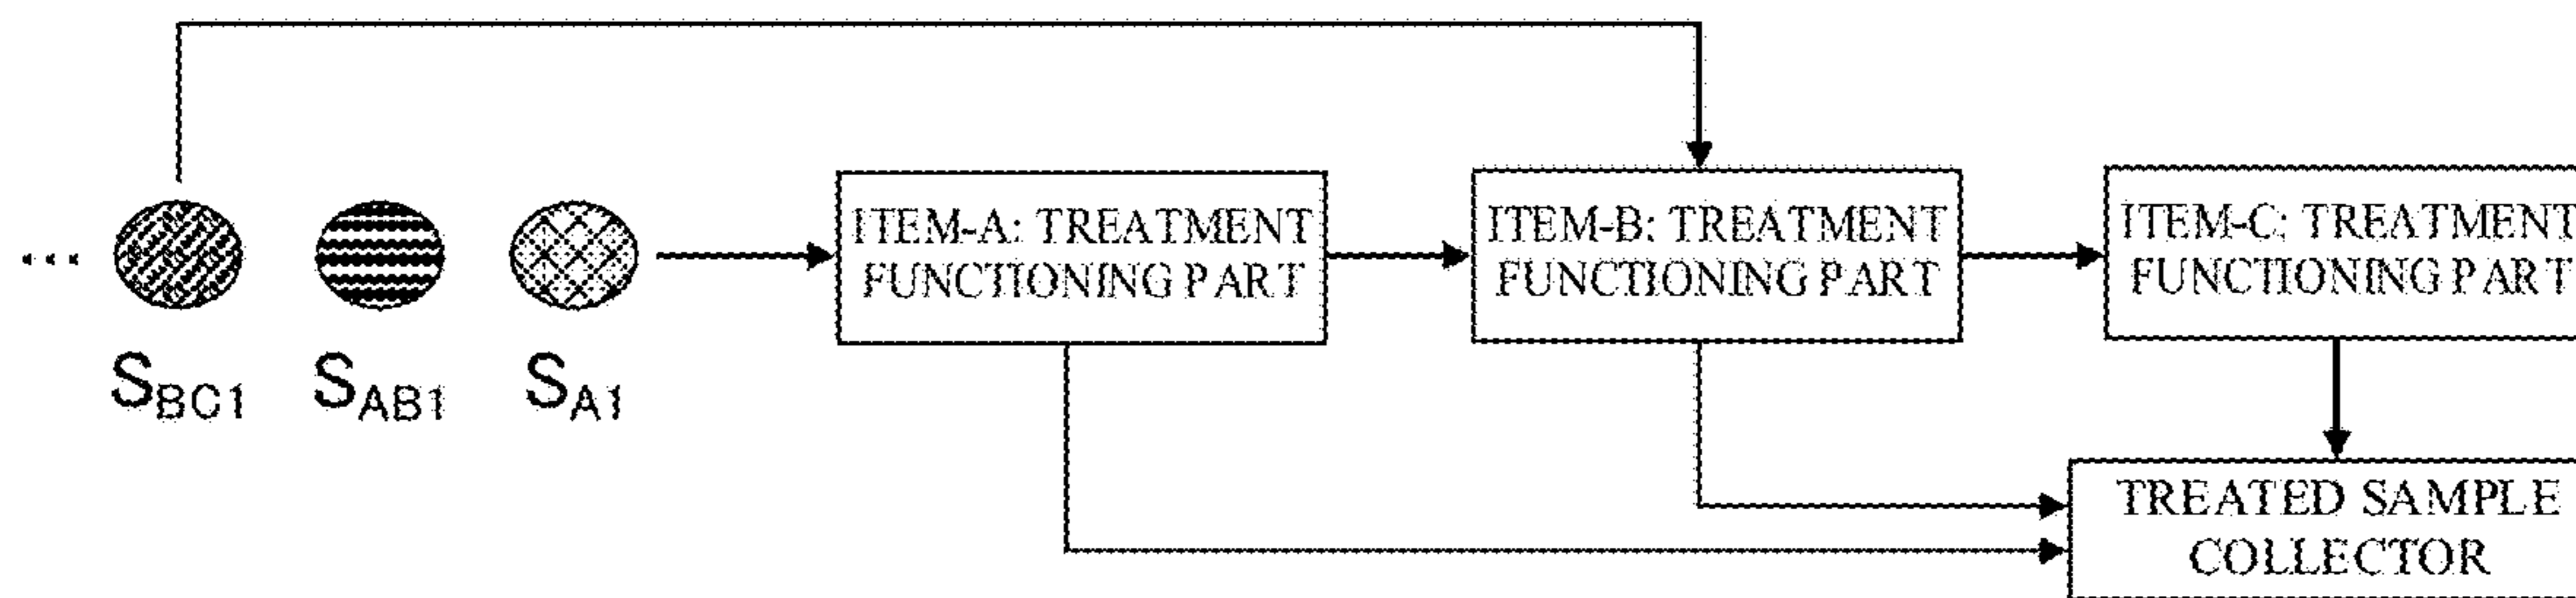 ITEM-A: TREATMENT
FUNCTIONING PART
ITEM-B: TREATMENT
FUNCTIONING PART
ITEM-C: TREATMENT
FUNCTIONING PART
...
SBC1
SAB1
SA1
TREATED SAMPLE
COLLECTOR